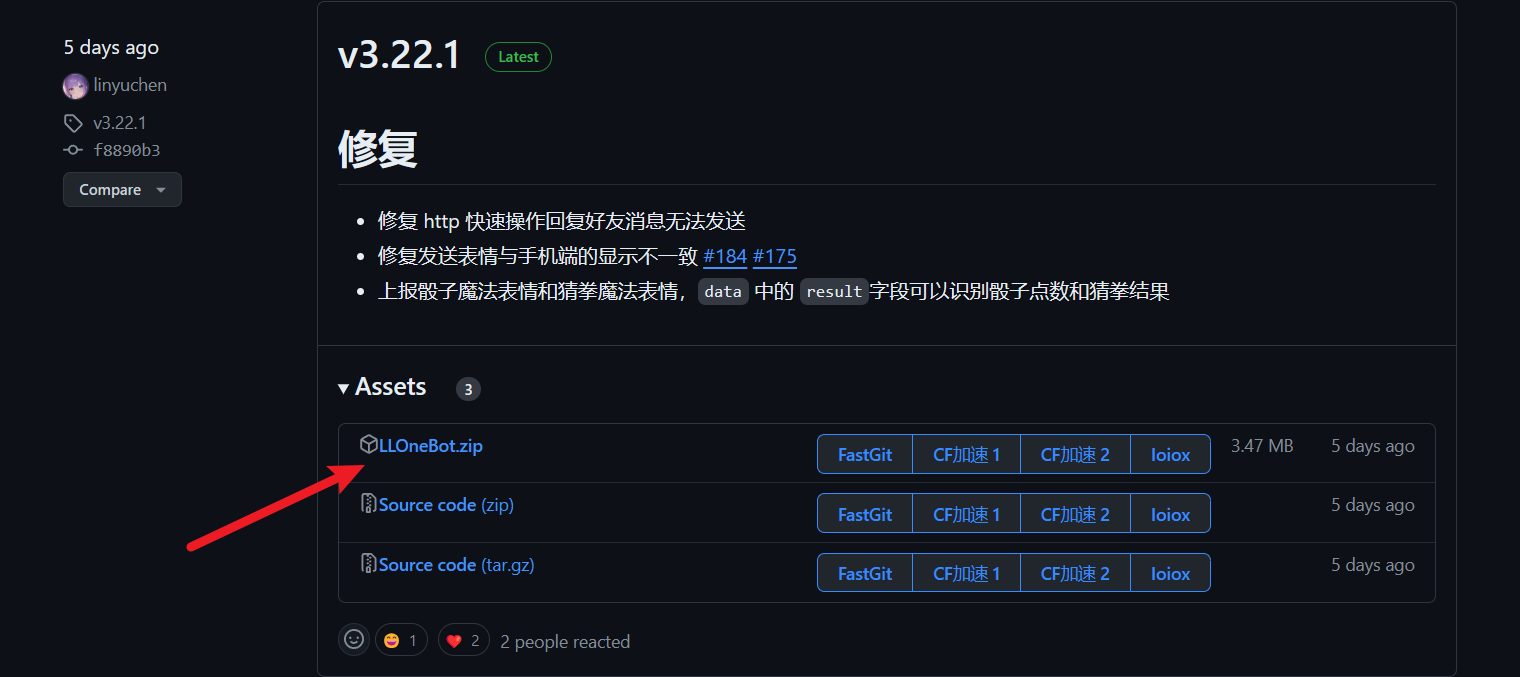 5 days ago
linyuchen
v3.22.1
f8890b3
Compare
v3.22.1 Latest
修复
修复 http 快速操作回复好友消息无法发送
修复发送表情与手机端的显示不一致 #184 #175
上报骰子魔法表情和猜拳魔法表情，data 中的 result字段可以识别骰子点数和猜拳结果
Assets 3
LLOneBot.zip FastGit CF加速 1 CF加速 2 Ioiox 3.47 MB 5 days ago
Source code (zip) FastGit CF加速 1 CF加速 2 Ioiox 5 days ago
Source code (tar.gz) FastGit CF加速 1 CF加速 2 Ioiox 5 days ago
1 2 2 people reacted